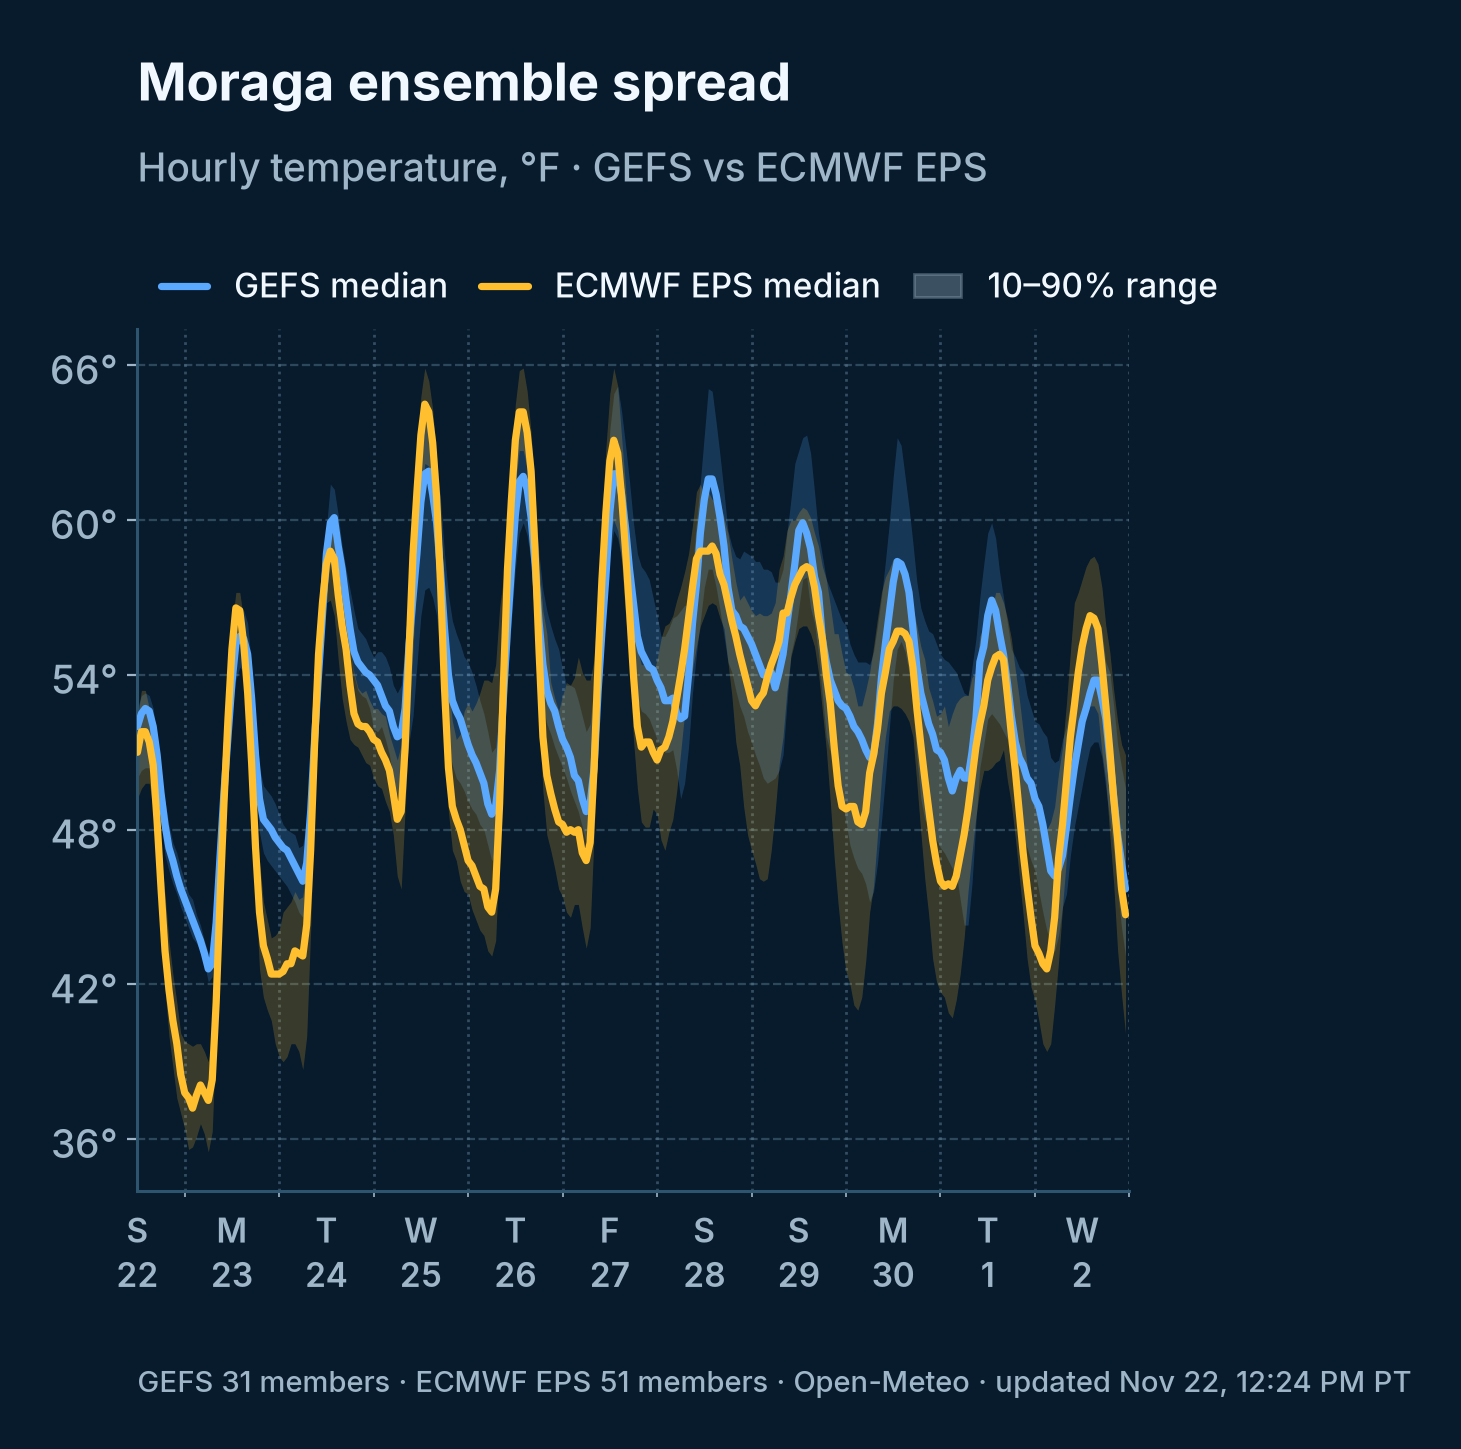 Moraga ensemble spread
Hourly temperature, °F · GEFS vs ECMWF EPS
GEFS median ECMWF EPS median 10–90% range
66°
60°
54°
48°
42°
36°
S M T W T F S S M T W
22 23 24 25 26 27 28 29 30 1 2
GEFS 31 members · ECMWF EPS 51 members · Open-Meteo · updated Nov 22, 12:24 PM PT